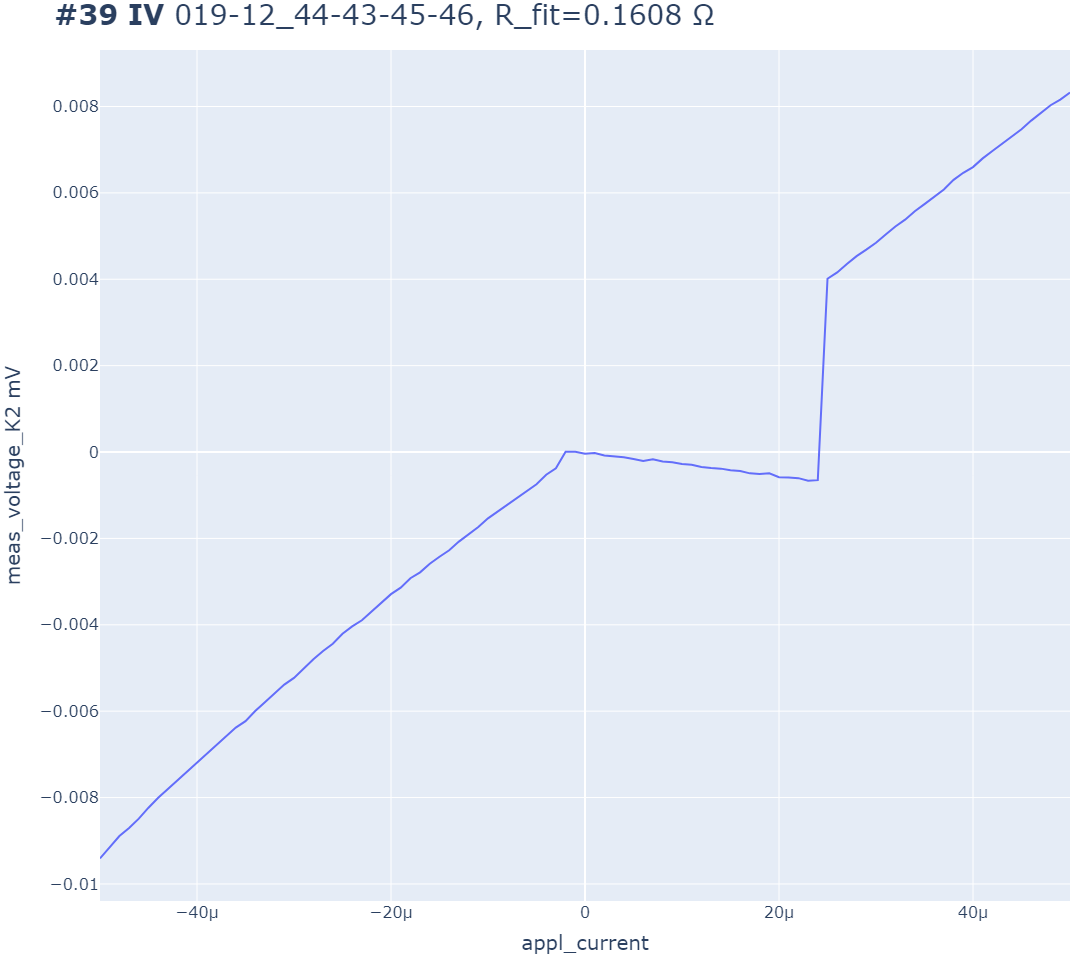 #39 IV 019-12_44-43-45-46, R_fit=0.1608 Ω
0.008
0.006
0.004
0.002
0
−0.002
−0.004
−0.006
−0.008
−0.01
meas_voltage_K2 mV
−40μ
−20μ
0
20μ
40μ
appl_current